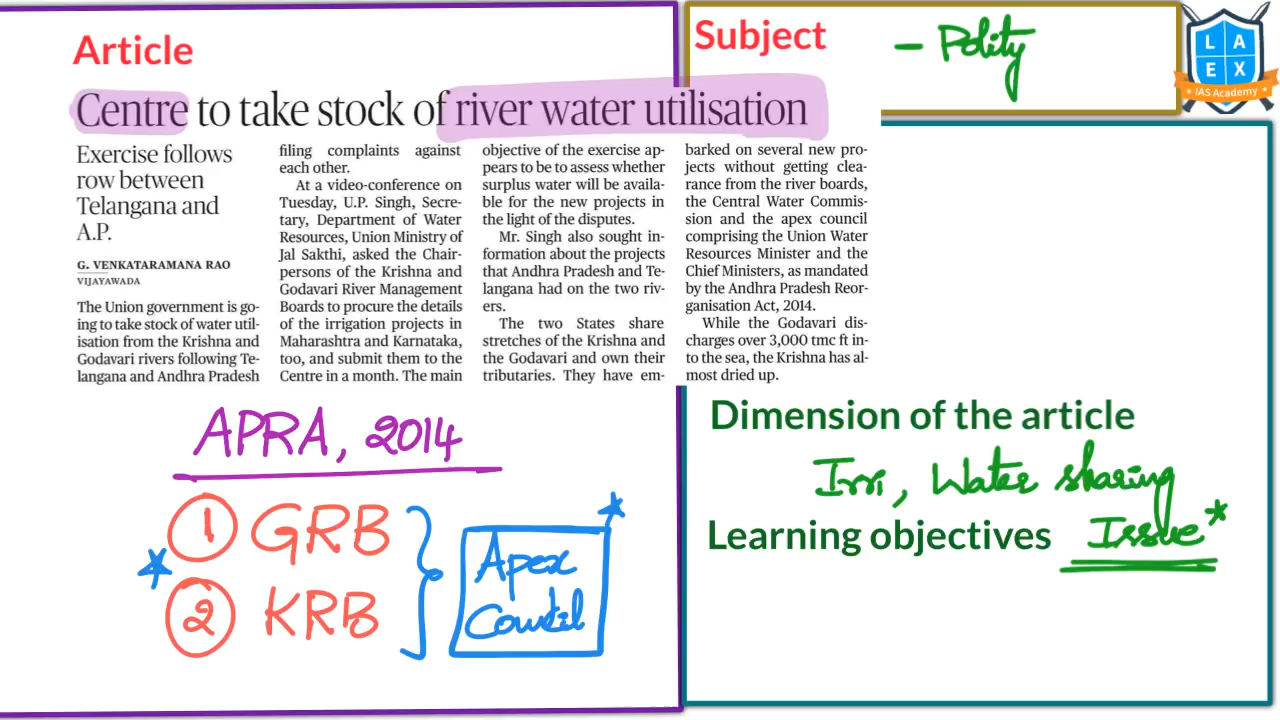 Article
Subject
– Polity
L A
E X
IAS Academy
Centre to take stock of river water utilisation
Exercise follows
row between
Telangana and
A.P.
G. VENKATARAMANA RAO
VIJAYAWADA
The Union government is go-
ing to take stock of water util-
isation from the Krishna and
Godavari rivers following Te-
langana and Andhra Pradesh
filing complaints against
each other.
At a video-conference on
Tuesday, U.P. Singh, Secre-
tary, Department of Water
Resources, Union Ministry of
Jal Sakthi, asked the Chair-
persons of the Krishna and
Godavari River Management
Boards to procure the details
of the irrigation projects in
Maharashtra and Karnataka,
too, and submit them to the
Centre in a month. The main
objective of the exercise ap-
pears to be to assess whether
surplus water will be availa-
ble for the new projects in
the light of the disputes.
Mr. Singh also sought in-
formation about the projects
that Andhra Pradesh and Te-
langana had on the two riv-
ers.
The two States share
stretches of the Krishna and
the Godavari and own their
tributaries. They have em-
barked on several new pro-
jects without getting clea-
rance from the river boards,
the Central Water Commis-
sion and the apex council
comprising the Union Water
Resources Minister and the
Chief Ministers, as mandated
by the Andhra Pradesh Reor-
ganisation Act, 2014.
While the Godavari dis-
charges over 3,000 tmc ft in-
to the sea, the Krishna has al-
most dried up.
APRA, 2014
1 GRB
2 KRB
Apex
Council
Dimension of the article
Irri, Water sharing
Learning objectives Issue*